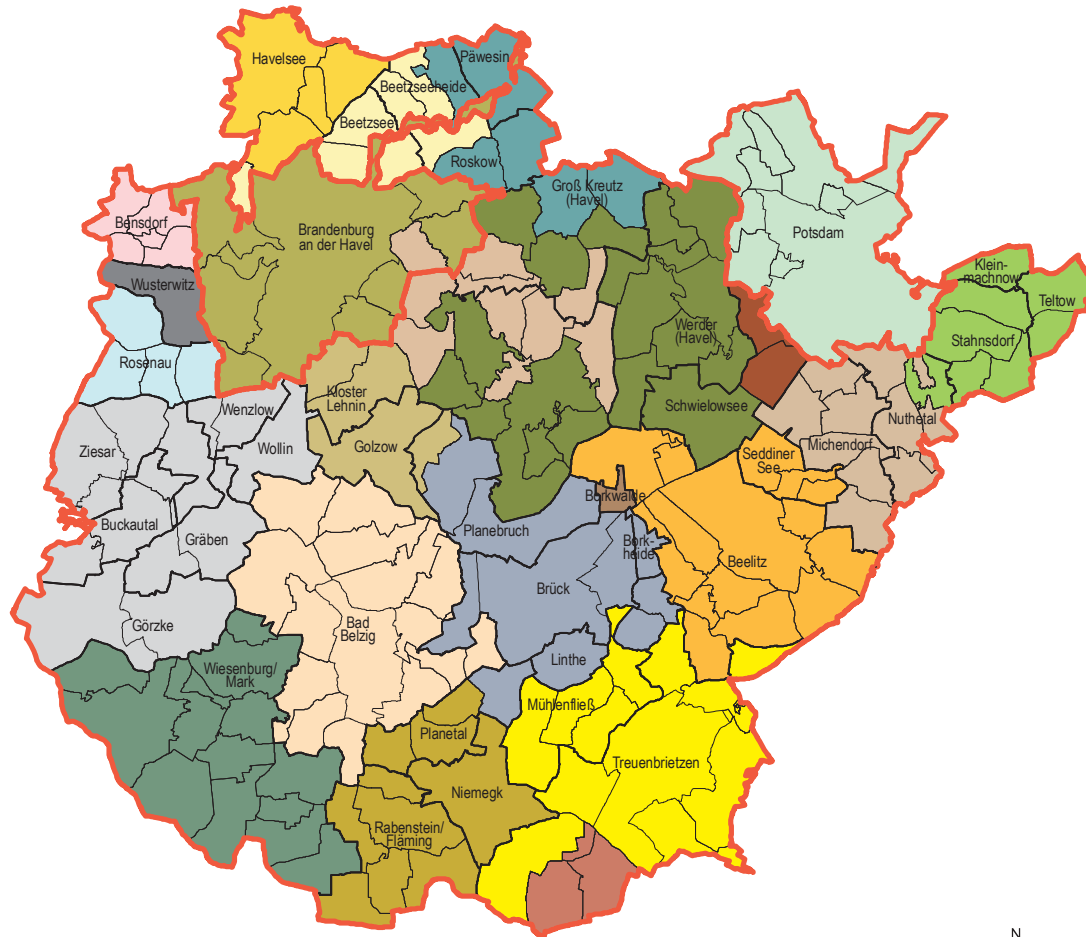 Havelsee
Päwesin
Beetzseeheide
Beetzsee
Roskow
Groß Kreutz
(Havel)
Bensdorf
Brandenburg
an der Havel
Potsdam
Wusterwitz
Klein-
machnow
Teltow
Stahnsdorf
Werder
(Havel)
Rosenau
Kloster
Lehnin
Wenzlow
Schwielowsee
Nuthetal
Ziesar
Wollin
Golzow
Michendorf
Seddiner
See
Borkwalde
Buckautal
Gräben
Planebruch
Bork-
heide
Beelitz
Brück
Görzke
Bad
Belzig
Linthe
Wiesenburg/
Mark
Mühlenfließ
Planetal
Treuenbrietzen
Niemegk
Rabenstein/
Fläming
N